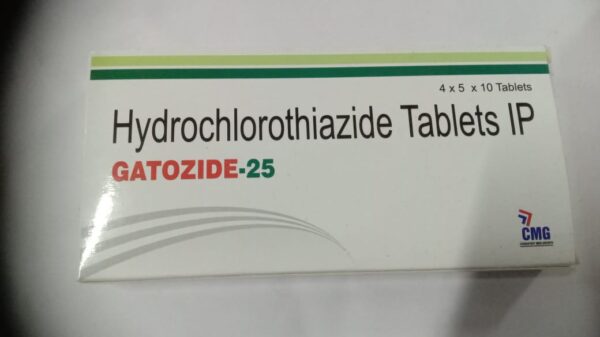 4 x 5 x 10 Tablets
Hydrochlorothiazide Tablets IP
GATOZIDE-25
CMG